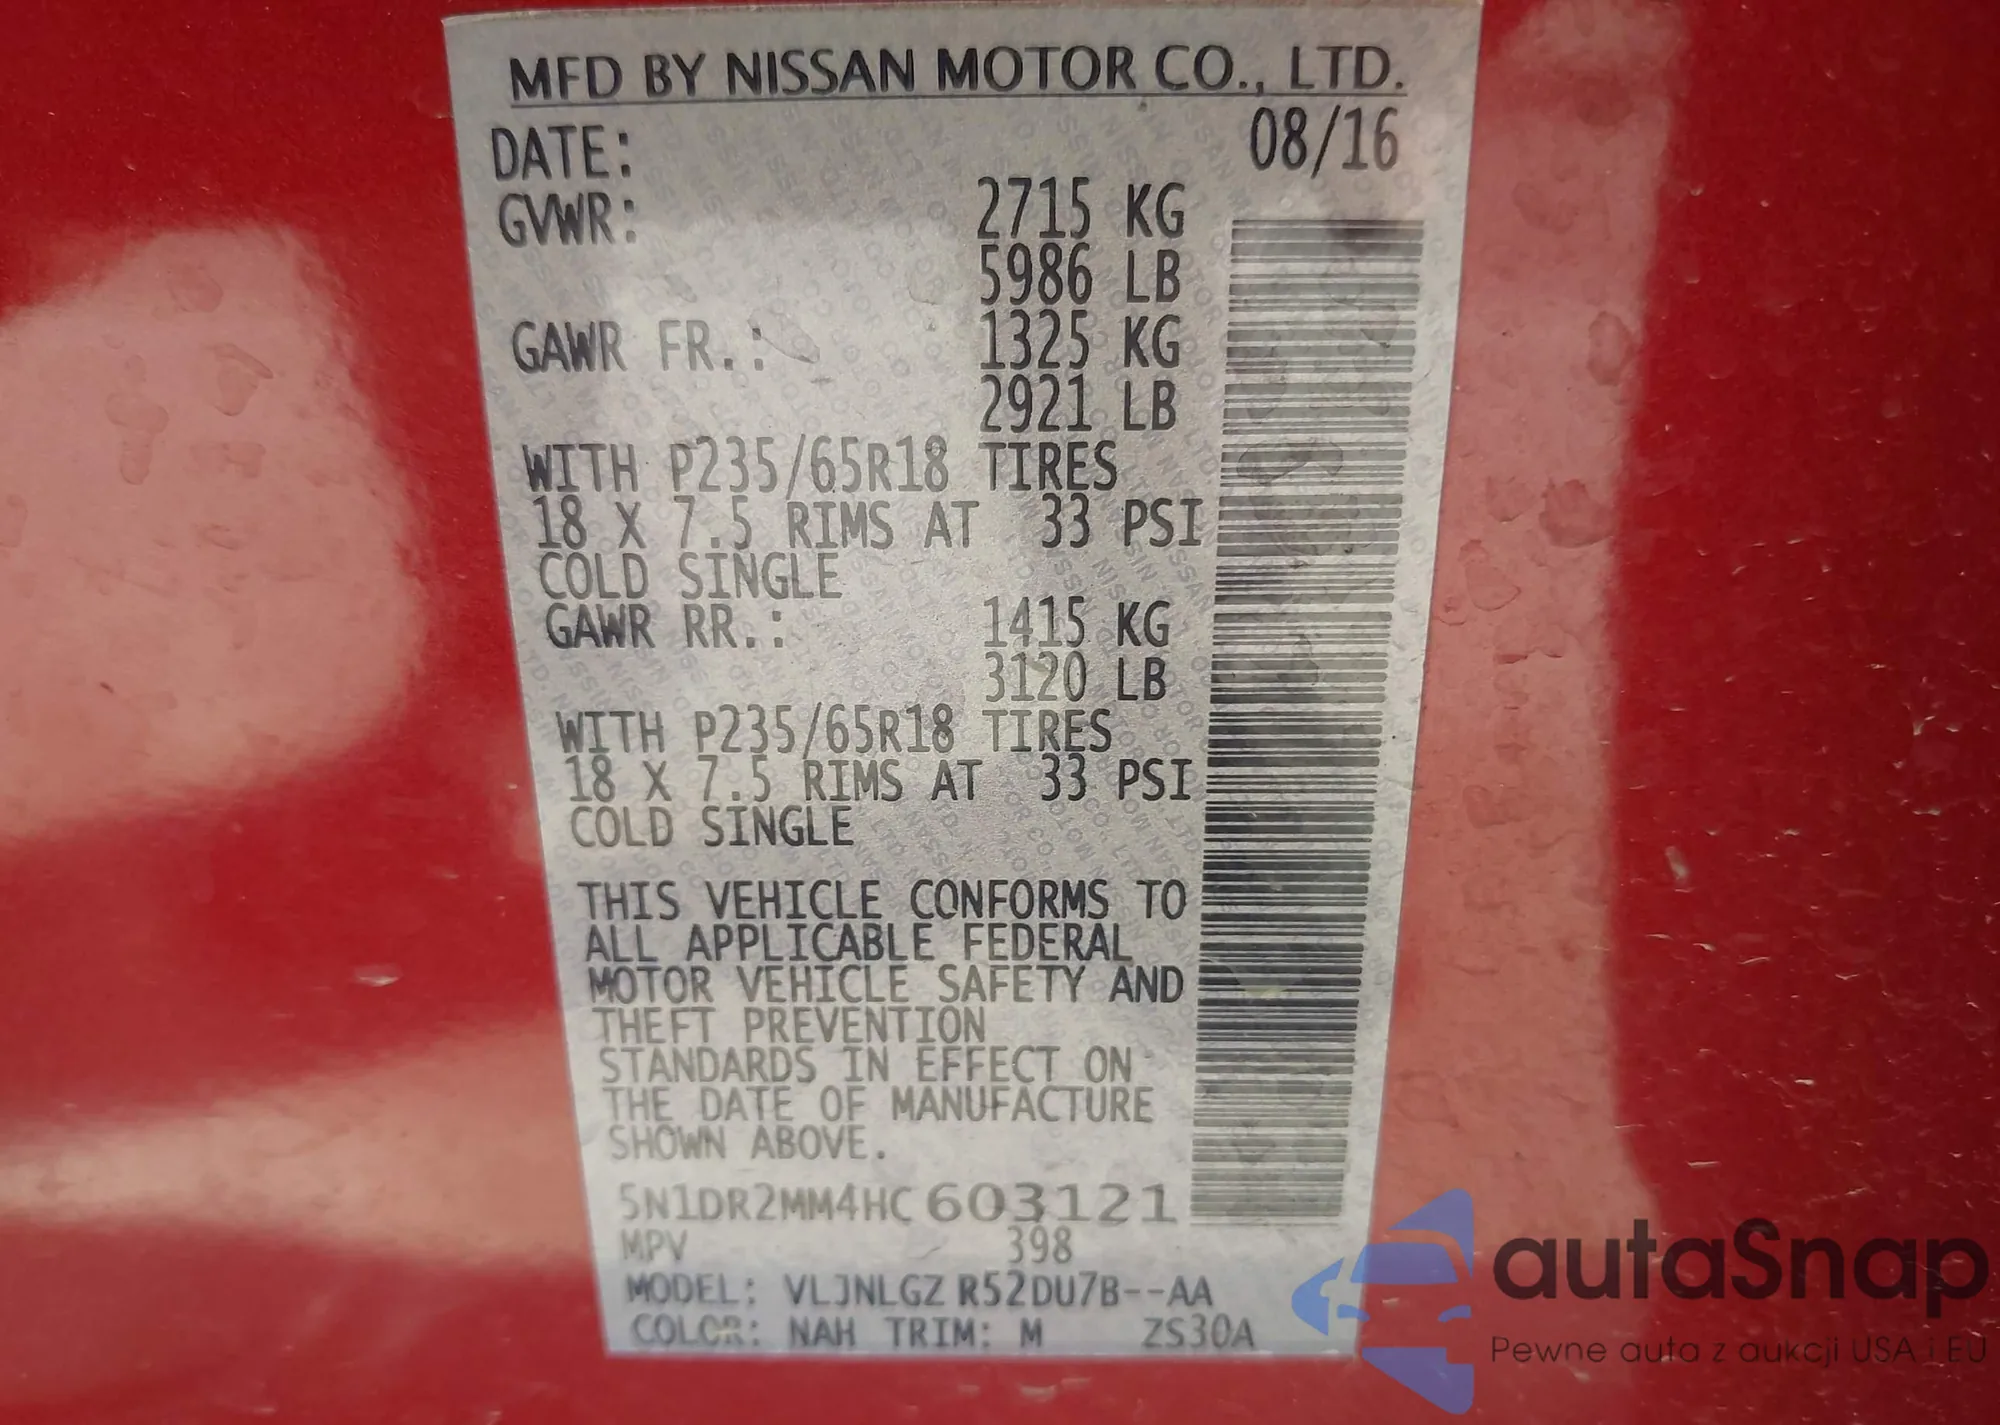 MFD BY NISSAN MOTOR CO., LTD.
DATE: 08/16
GVWR: 2715 KG
5986 LB
GAWR FR.: 1325 KG
2921 LB
WITH P235/65R18 TIRES
18 X 7.5 RIMS AT 33 PSI
COLD SINGLE
GAWR RR.: 1415 KG
3120 LB
WITH P235/65R18 TIRES
18 X 7.5 RIMS AT 33 PSI
COLD SINGLE
THIS VEHICLE CONFORMS TO
ALL APPLICABLE FEDERAL
MOTOR VEHICLE SAFETY AND
THEFT PREVENTION
STANDARDS IN EFFECT ON
THE DATE OF MANUFACTURE
SHOWN ABOVE.
5N1DR2MM4HC603121
MPV 398
MODEL: VLJNLGZ R52DU7B--AA
COLOR: NAH TRIM: M ZS30A
autaSnap
Pewne auta z aukcji USA i EU